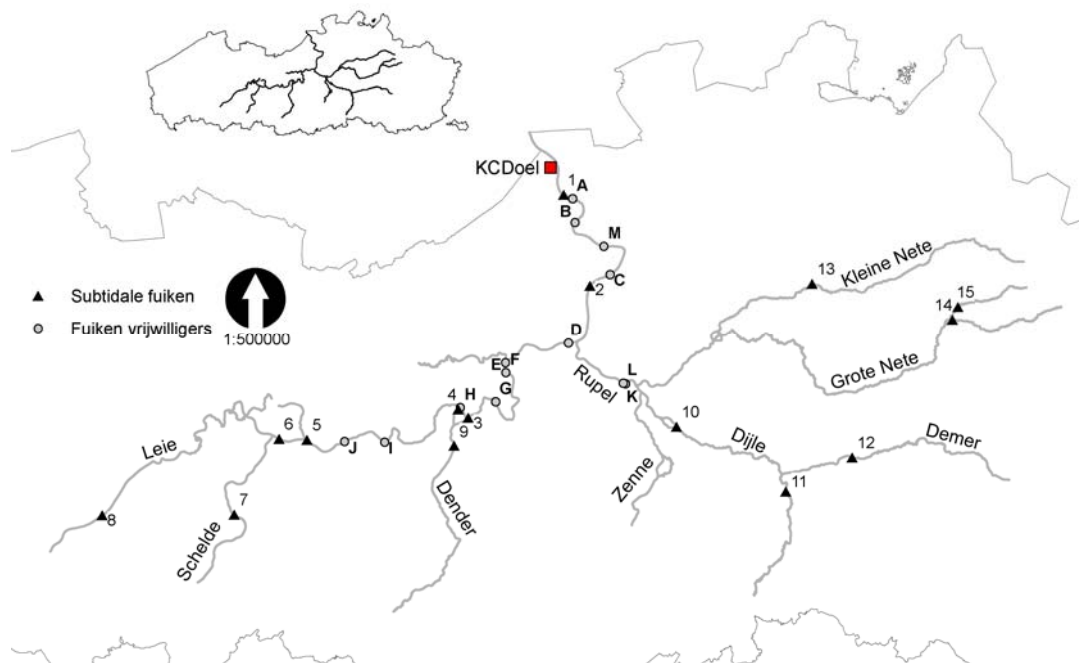 KCDoel
1
A
B
M
C
2
13
Kleine Nete
15
14
Subtidale fuiken
Fuiken vrijwilligers
1:500000
D
E
F
Rupel
L
K
Grote Nete
G
H
4
3
9
10
Dijle
12
Demer
11
Zenne
Dender
I
J
5
6
Leie
7
8
Schelde